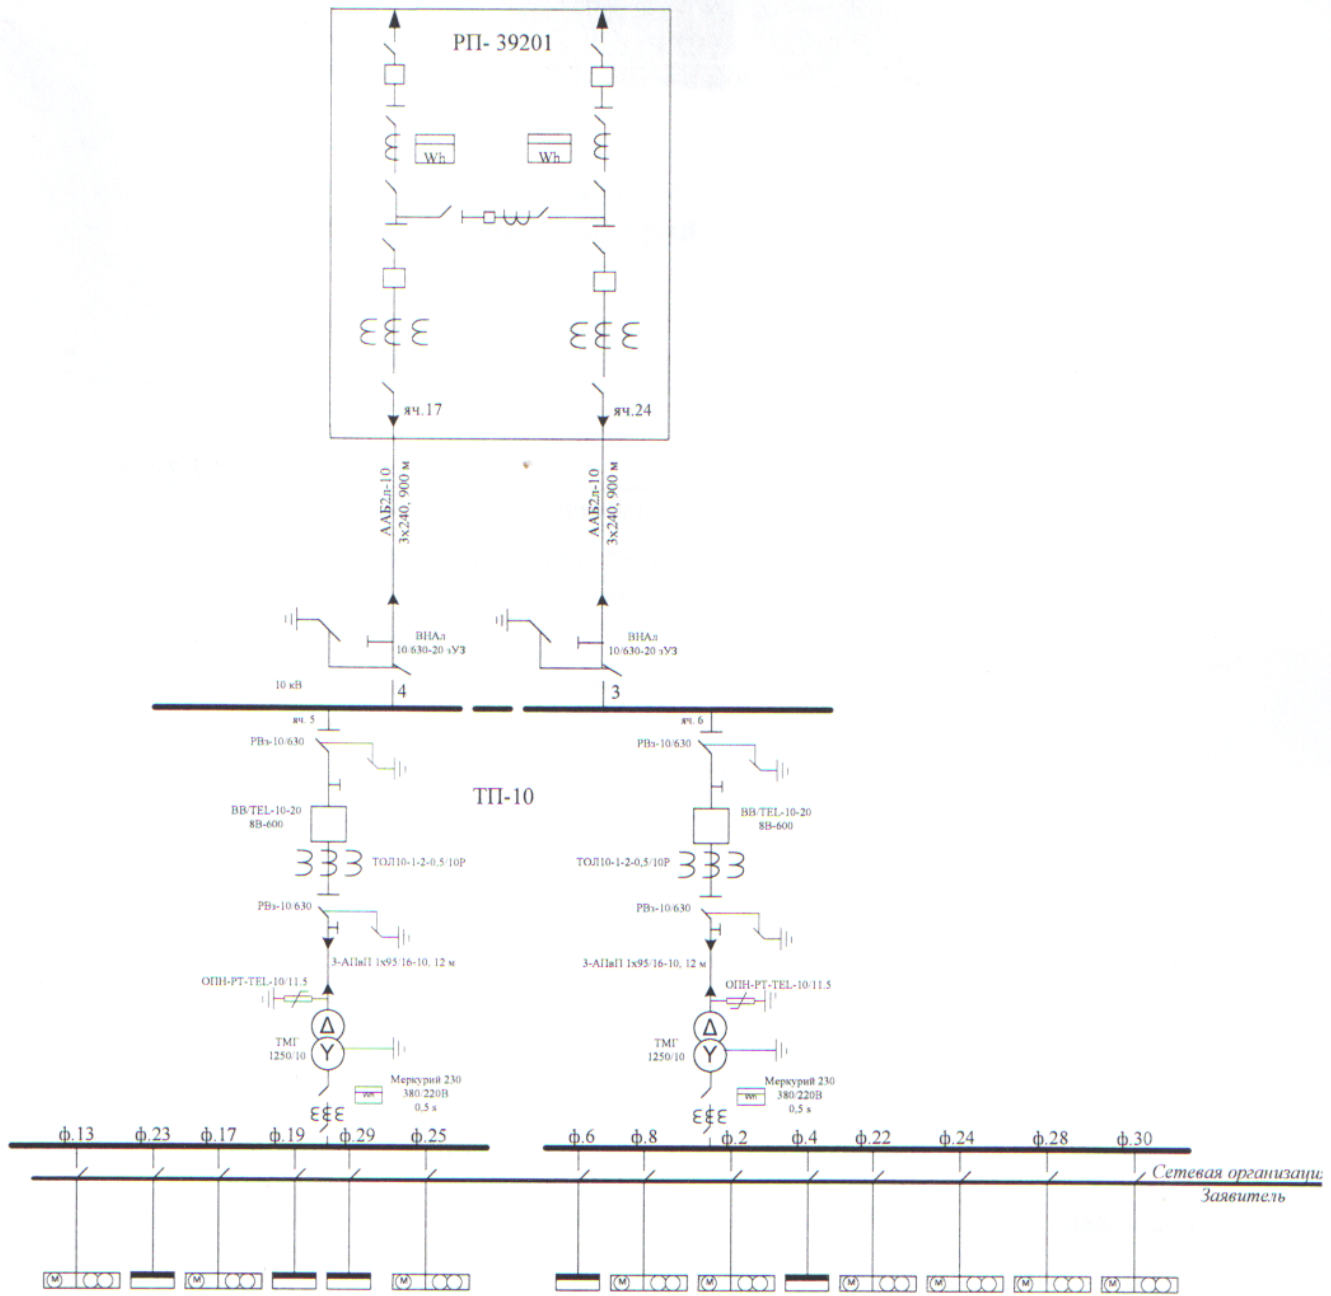 РП- 39201
Wh
Wh
яч.17
яч.24
ААБ2л-10
3х240, 900 м
ААБ2л-10
3х240, 900 м
ВНАл
10/630-20 зУ3
ВНАл
10/630-20 зУ3
10 кВ
4
3
яч. 5
яч. 6
РВз-10/630
РВз-10/630
ТП-10
ВВ/TEL-10-20
8В-600
ВВ/TEL-10-20
8В-600
ТОЛ10-1-2-0,5/10Р
ТОЛ10-1-2-0,5/10Р
РВз-10/630
РВз-10/630
3-АПвП 1х95/16-10, 12 м
3-АПвП 1х95/16-10, 12 м
ОПН-РТ-TEL-10/11.5
ОПН-РТ-TEL-10/11.5
Δ
Δ
ТМГ
1250/10
ТМГ
1250/10
Y
Y
Wh
Меркурий 230
380/220В
0,5 s
Wh
Меркурий 230
380/220В
0,5 s
ф.13 ф.23 ф.17 ф.19 ф.29 ф.25
ф.6 ф.8 ф.2 ф.4 ф.22 ф.24 ф.28 ф.30
Сетевая организаци
Заявитель
М М М
М М М М М М